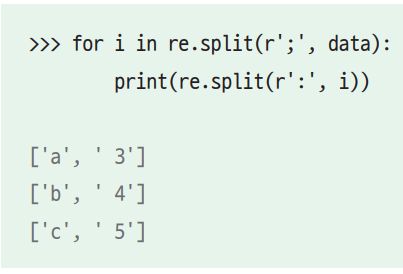 >>> for i in re.split(r';', data):
        print(re.split(r':', i))
['a', ' 3']
['b', ' 4']
['c', ' 5']